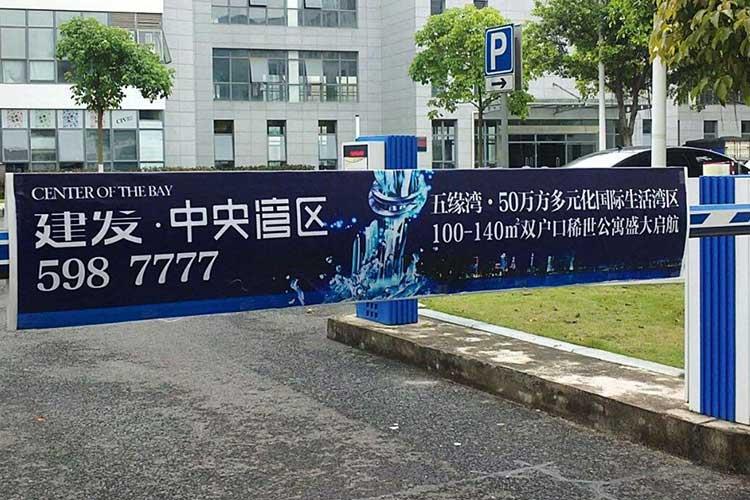 CENTER OF THE BAY
建发·中央湾区
598 7777
五缘湾·50万方多元化国际生活湾区
100-140㎡双户口稀世公寓盛大启航
P